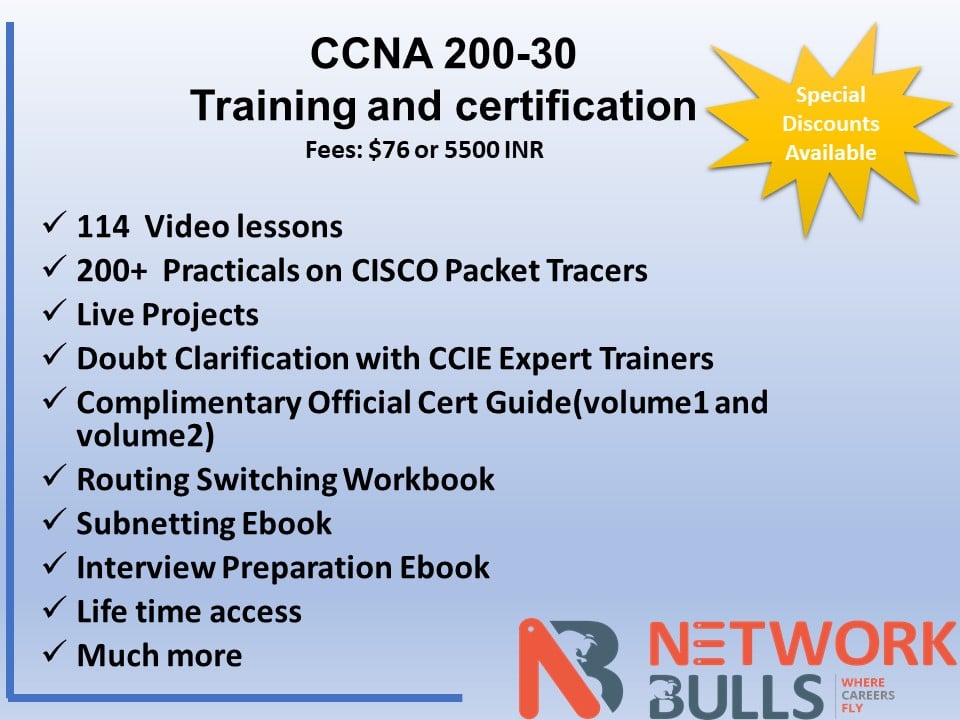 CCNA 200-30
Training and certification
Fees: $76 or 5500 INR
Special
Discounts
Available
114 Video lessons
200+ Practicals on CISCO Packet Tracers
Live Projects
Doubt Clarification with CCIE Expert Trainers
Complimentary Official Cert Guide(volume1 and
volume2)
Routing Switching Workbook
Subnetting Ebook
Interview Preparation Ebook
Life time access
Much more
NB
NETWORK
BULLS
WHERE
CAREERS
FLY